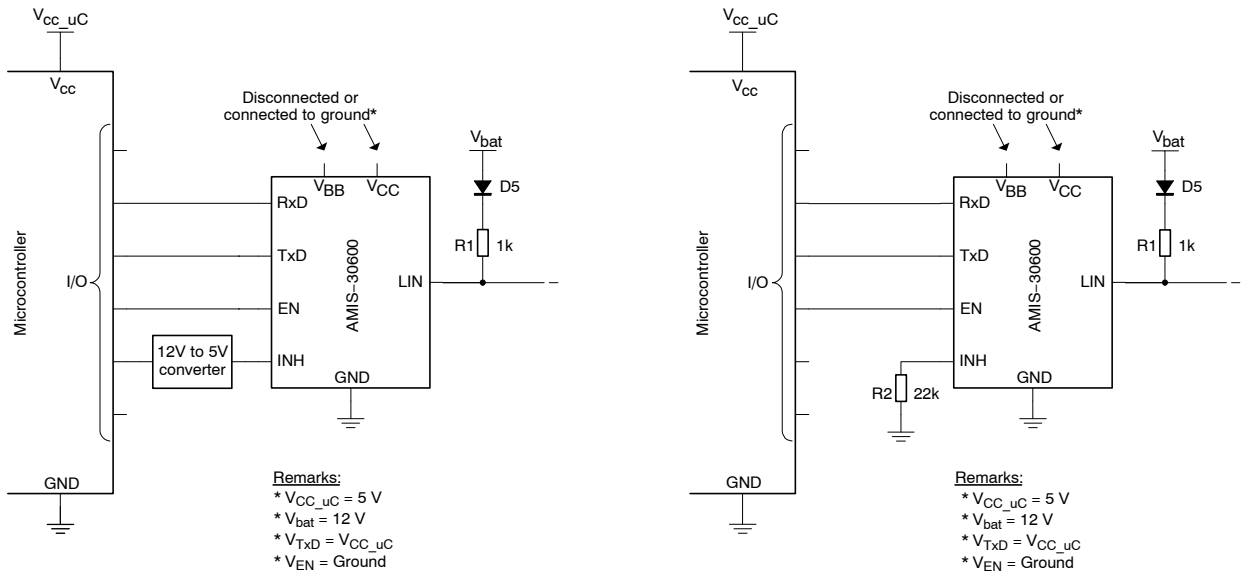 V_cc_uC
V_cc
Disconnected or
connected to ground*
V_bat
V_BB
V_CC
D5
RxD
R1
1k
TxD
Microcontroller
I/O
AMIS–30600
LIN
EN
12V to 5V
converter
INH
GND
GND
Remarks:
* V_CC_uC = 5 V
* V_bat = 12 V
* V_TxD = V_CC_uC
* V_EN = Ground
V_cc_uC
V_cc
Disconnected or
connected to ground*
V_bat
V_BB
V_CC
D5
RxD
R1
1k
TxD
Microcontroller
I/O
AMIS–30600
LIN
EN
INH
R2
22k
GND
GND
Remarks:
* V_CC_uC = 5 V
* V_bat = 12 V
* V_TxD = V_CC_uC
* V_EN = Ground